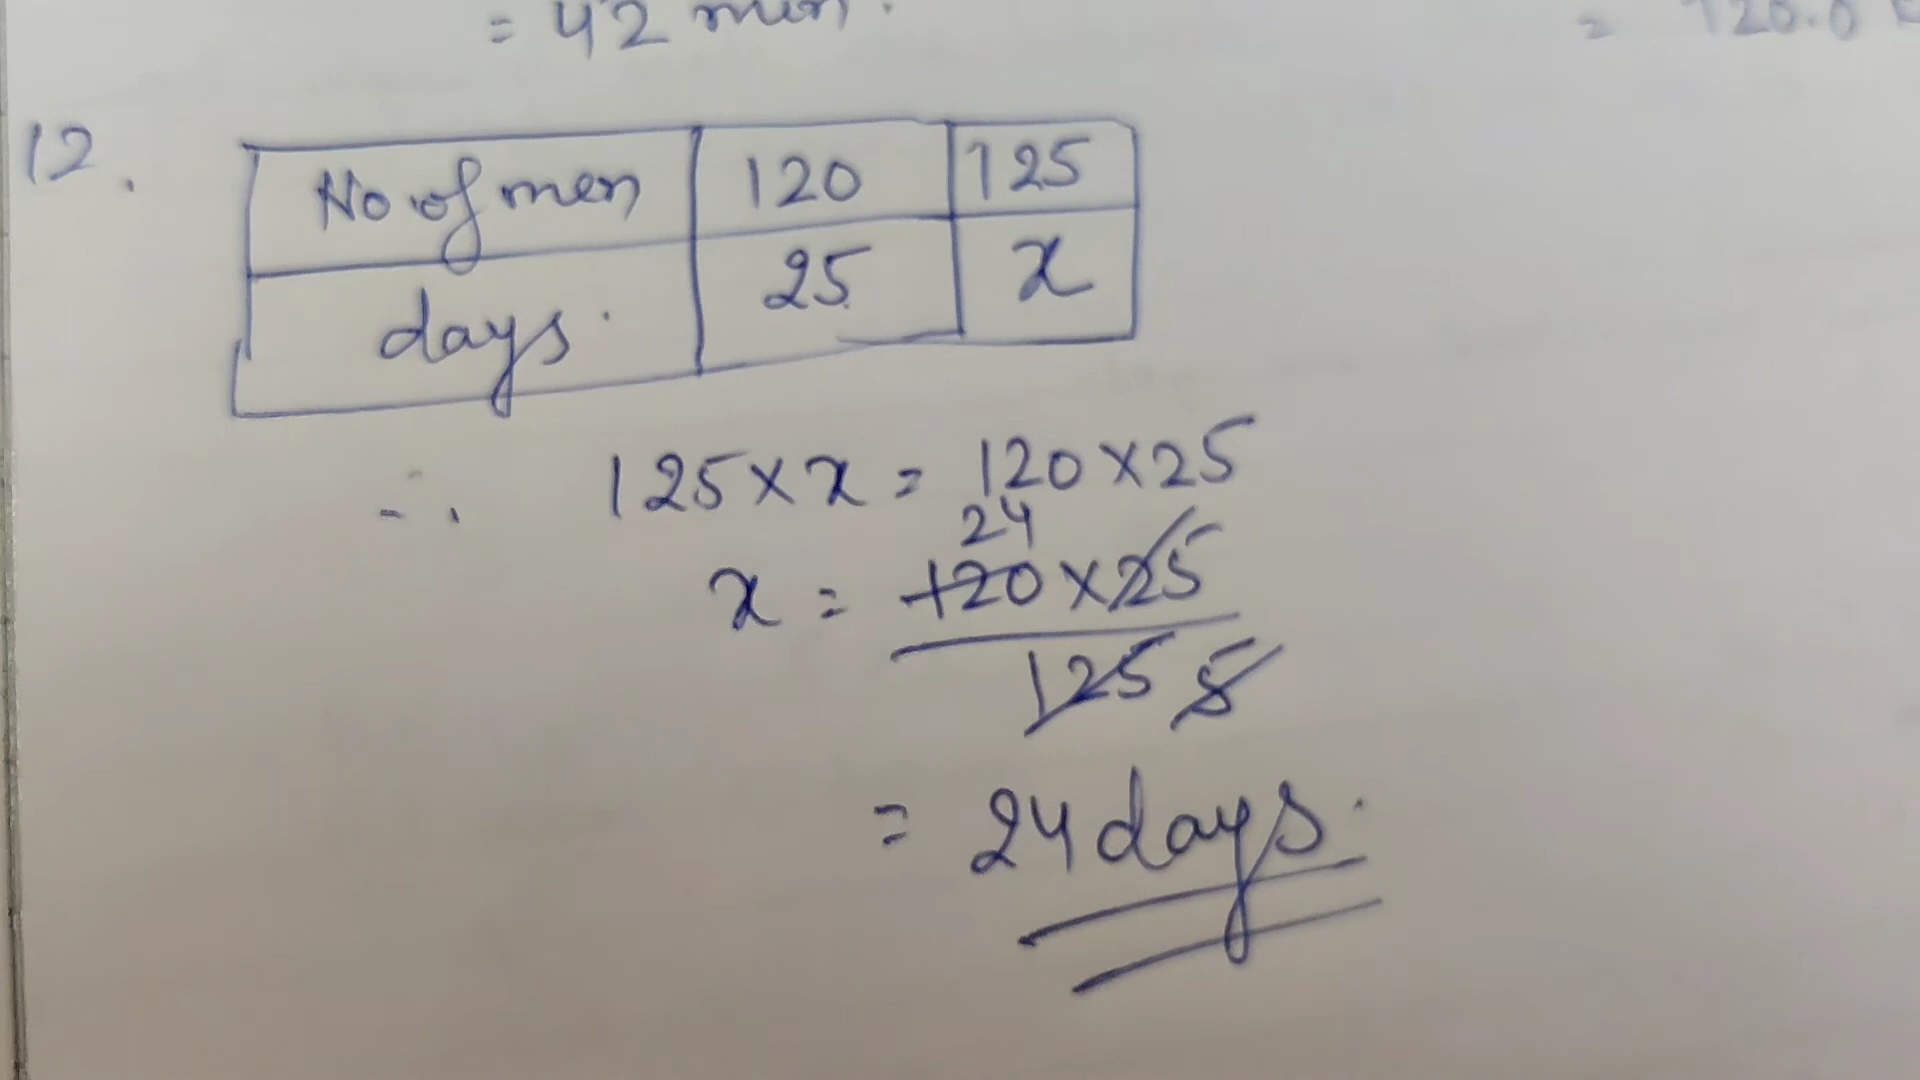 = 42 min.
12.
No. of men 120 125
days. 25 x
∴ 125 × x = 120 × 25
24
x = 120 × 25
125 5
= 24 days.